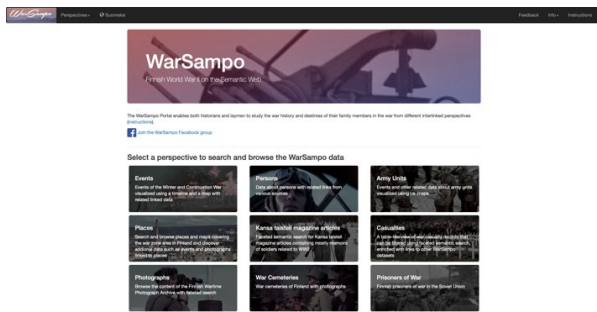 WarSampo
Perspectives
Suomeksi
Feedback
Info
Instructions
WarSampo
Finnish World War II on the Semantic Web
The WarSampo Portal enables both historians and laymen to study the war history and destinies of their family members in the war from different interlinked perspectives
(instructions).
Join the WarSampo Facebook group
Select a perspective to search and browse the WarSampo data
Events
Events of the Winter and Continuation War
visualized using a timeline and a map with
related linked data
Persons
Data about persons with related links from
various sources
Army Units
Events and other related data about army units
visualized using maps
Places
Search and browse places and maps covering
the war zone area in Finland and discover
additional data such as events and photographs
linked to places
Kansa taisteli magazine articles
Faceted semantic search for Kansa taisteli
magazine articles containing mostly memoirs
of soldiers related to WW2
Casualties
A table-like view of war casualty records that
can be filtered using faceted semantic search,
enriched with links to other WarSampo
datasets
Photographs
Browse the content of the Finnish Wartime
Photograph Archive with faceted search
War Cemeteries
War cemeteries of Finland with photographs
Prisoners of War
Finnish prisoners of war in the Soviet Union